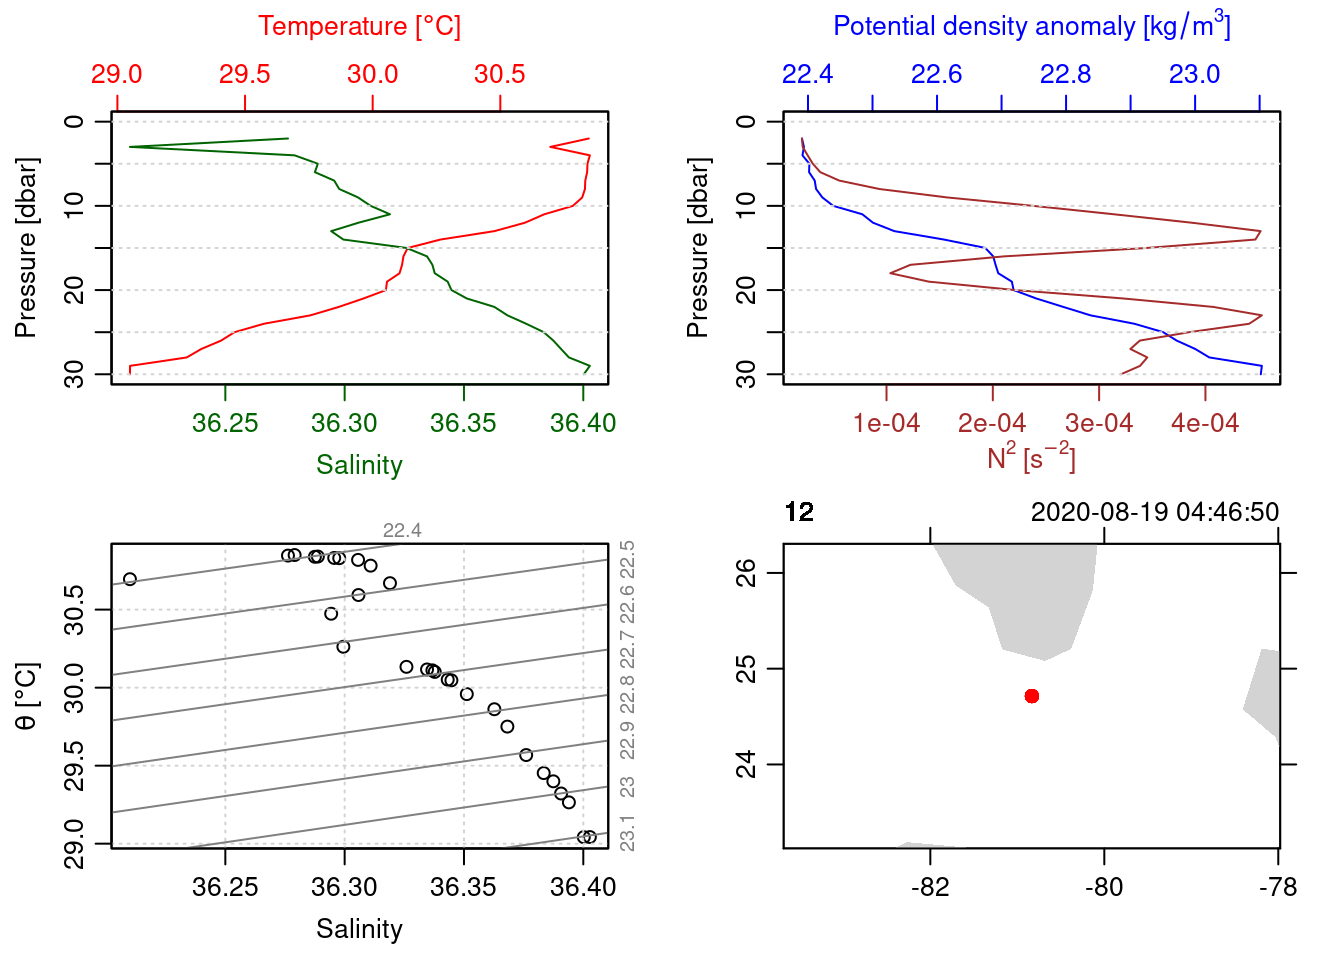 Temperature [°C]
29.0 29.5 30.0 30.5
Pressure [dbar]
0 10 20 30
36.25 36.30 36.35 36.40
Salinity
Potential density anomaly [kg/m³]
22.4 22.6 22.8 23.0
Pressure [dbar]
0 10 20 30
1e-04 2e-04 3e-04 4e-04
N² [s⁻²]
22.4
θ [°C]
29.0 29.5 30.0 30.5
22.5
22.6
22.7
22.8
22.9
23
23.1
36.25 36.30 36.35 36.40
Salinity
12 2020-08-19 04:46:50
26
25
24
-82 -80 -78